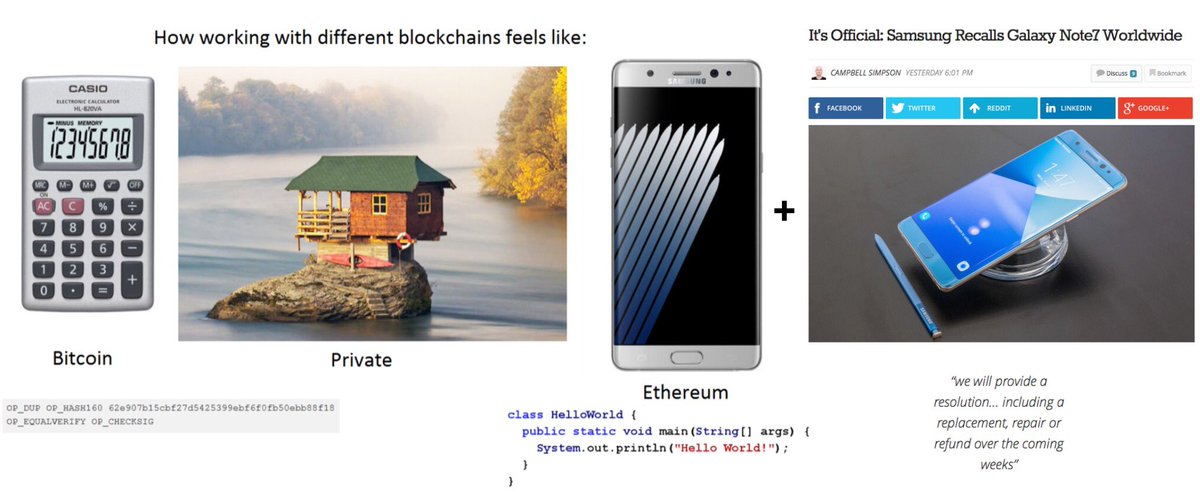 How working with different blockchains feels like:
CASIO
ELECTRONIC CALCULATOR
HL-820VA
MINUS MEMORY
12345678
MRC M- M+ √ OFF
ON
AC C % ÷
7 8 9 ×
4 5 6 −
1 2 3 +
0 · =
Bitcoin
OP_DUP OP_HASH160 62e907b15cbf27d5425399ebf6f0fb50ebb88f18
OP_EQUALVERIFY OP_CHECKSIG
Private
SAMSUNG
Ethereum
class HelloWorld {
public static void main(String[] args) {
System.out.println("Hello World!");
}
}
+
It's Official: Samsung Recalls Galaxy Note7 Worldwide
CAMPBELL SIMPSON YESTERDAY 6:01 PM
Discuss
Bookmark
FACEBOOK
TWITTER
REDDIT
LINKEDIN
GOOGLE+
1:47
SAMSUNG
“we will provide a
resolution... including a
replacement, repair or
refund over the coming
weeks”